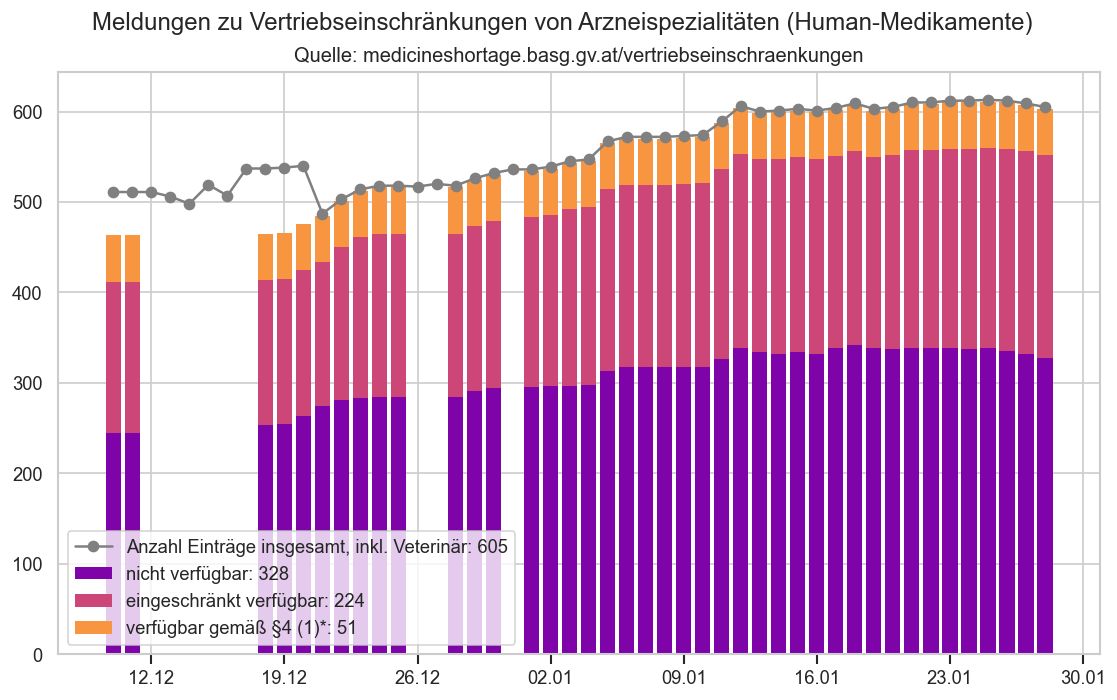 Meldungen zu Vertriebseinschränkungen von Arzneispezialitäten (Human-Medikamente)
Quelle: medicineshortage.basg.gv.at/vertriebseinschraenkungen
600
500
400
300
200
100
0
Anzahl Einträge insgesamt, inkl. Veterinär: 605
nicht verfügbar: 328
eingeschränkt verfügbar: 224
verfügbar gemäß §4 (1)*: 51
12.12 19.12 26.12 02.01 09.01 16.01 23.01 30.01